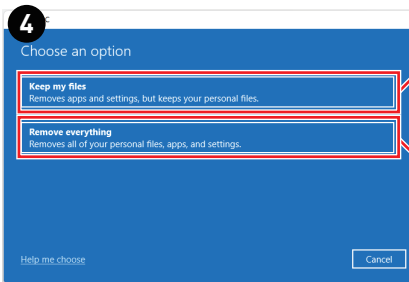 4
Choose an option
Keep my files
Removes apps and settings, but keeps your personal files.
Remove everything
Removes all of your personal files, apps, and settings.
Help me choose
Cancel